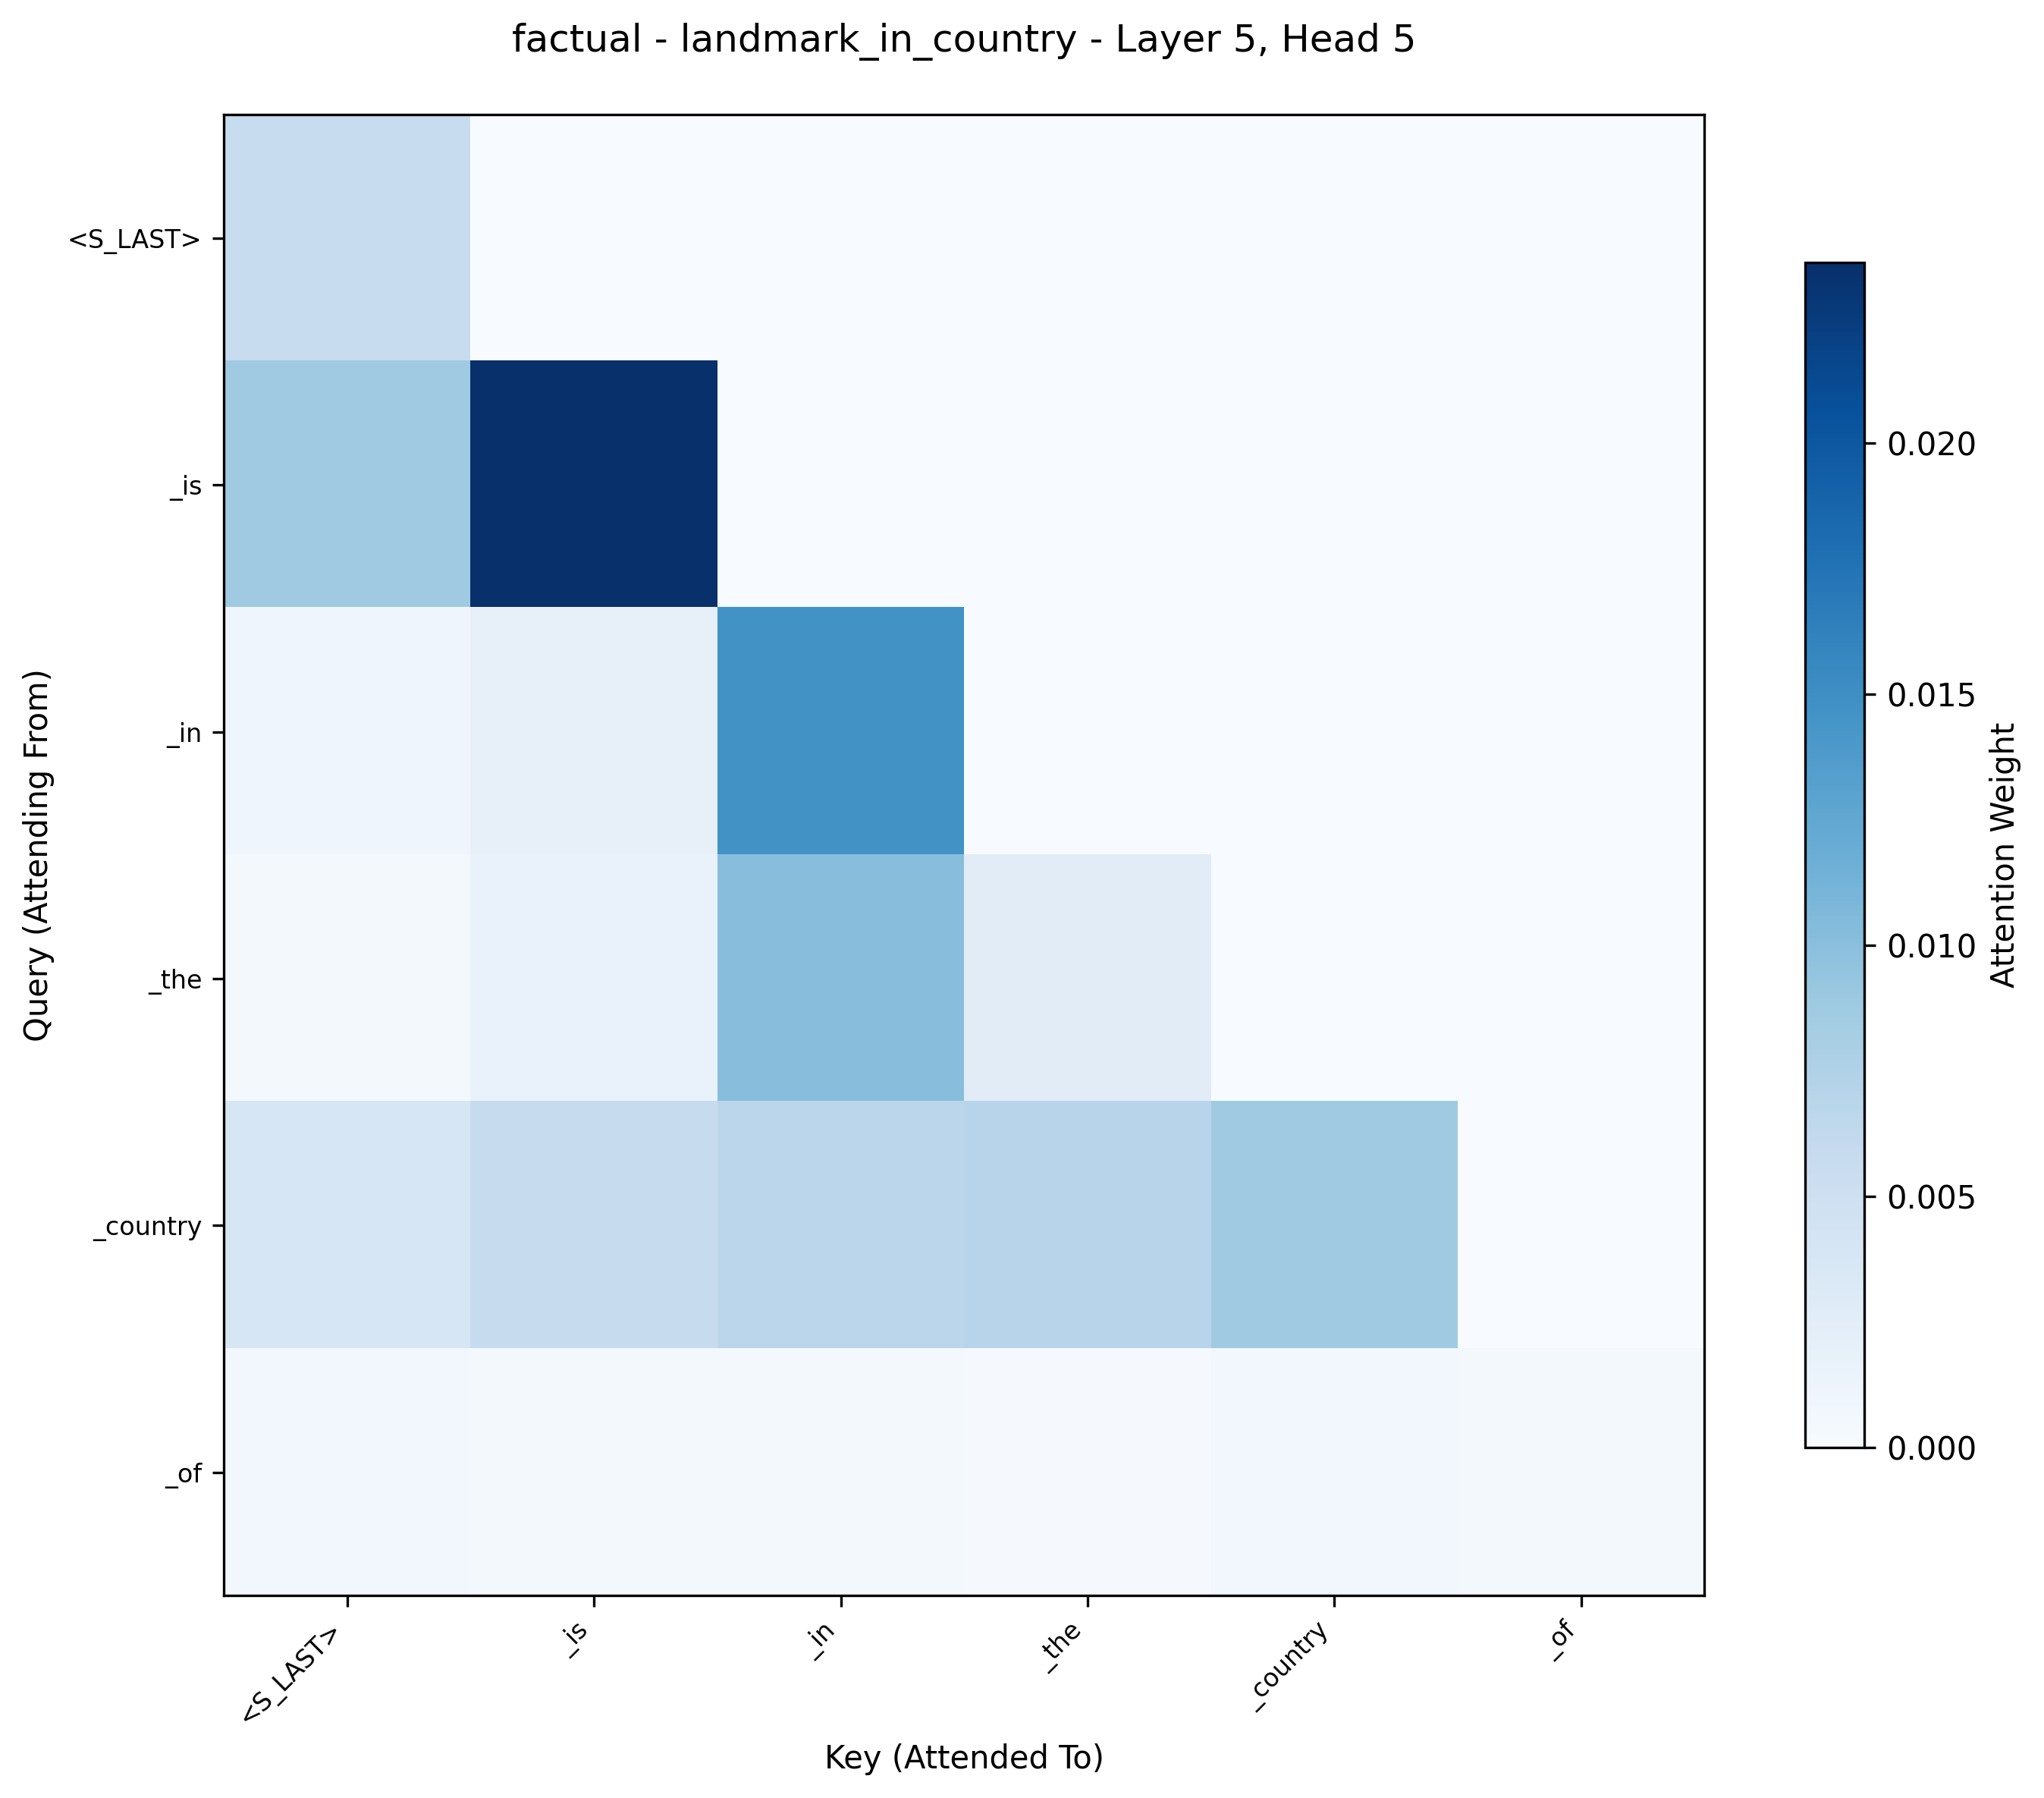 factual - landmark_in_country - Layer 5, Head 5
Query (Attending From)
<S_LAST>
_is
_in
_the
_country
_of
<S_LAST>
_is
_in
_the
_country
_of
Key (Attended To)
0.020
0.015
0.010
0.005
0.000
Attention Weight